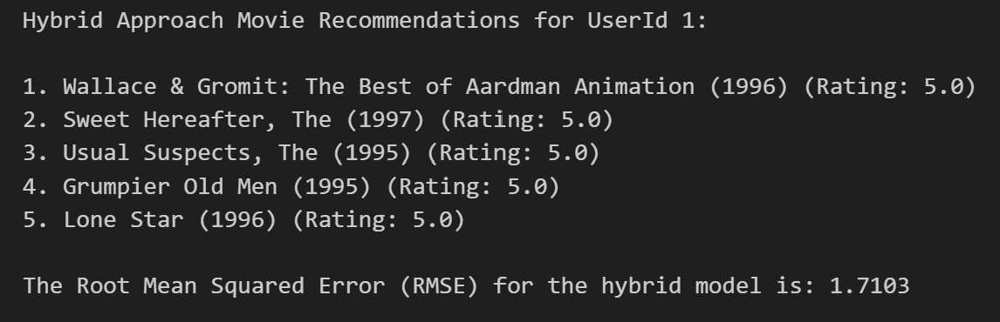 Hybrid Approach Movie Recommendations for UserId 1:
1. Wallace & Gromit: The Best of Aardman Animation (1996) (Rating: 5.0)
2. Sweet Hereafter, The (1997) (Rating: 5.0)
3. Usual Suspects, The (1995) (Rating: 5.0)
4. Grumpier Old Men (1995) (Rating: 5.0)
5. Lone Star (1996) (Rating: 5.0)
The Root Mean Squared Error (RMSE) for the hybrid model is: 1.7103